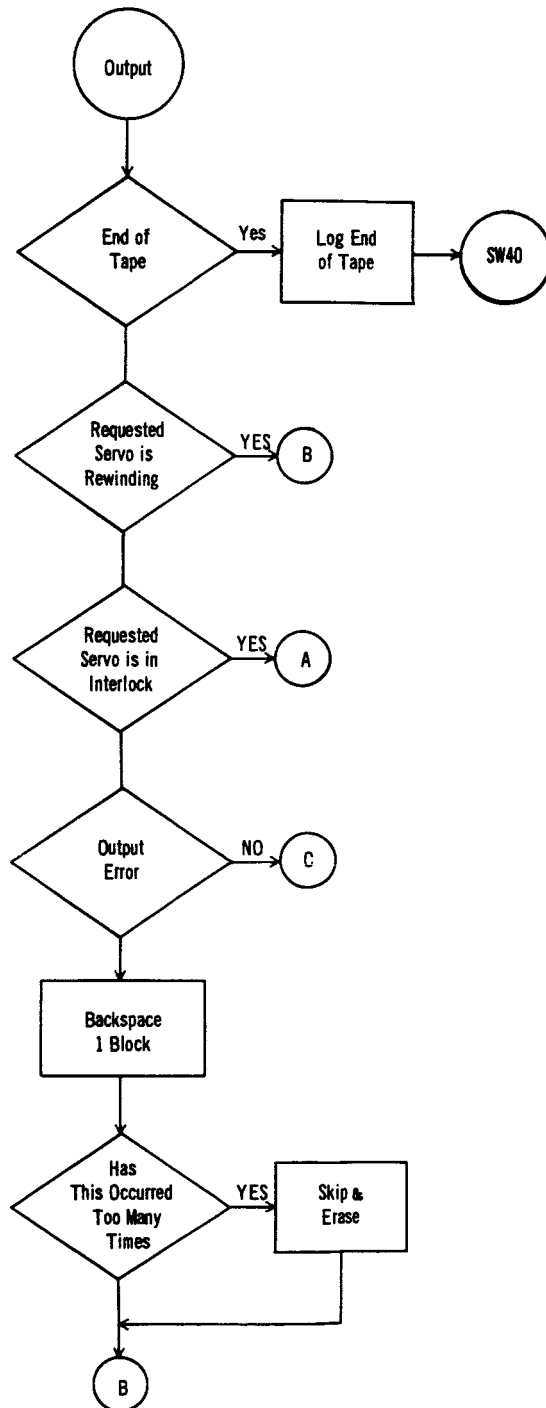 Output
End of
Tape
Yes
Log End
of Tape
SW40
Requested
Servo is
Rewinding
YES
B
Requested
Servo is in
Interlock
YES
A
Output
Error
NO
C
Backspace
1 Block
Has
This Occurred
Too Many
Times
YES
Skip &
Erase
B